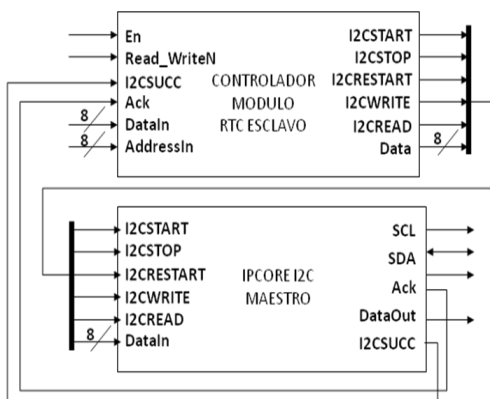 En
Read_WriteN
I2CSUCC
Ack
8
DataIn
8
AddressIn
CONTROLADOR
MODULO
RTC ESCLAVO
I2CSTART
I2CSTOP
I2CRESTART
I2CWRITE
I2CREAD
Data
8
I2CSTART
I2CSTOP
I2CRESTART
I2CWRITE
I2CREAD
8
DataIn
IPCORE I2C
MAESTRO
SCL
SDA
Ack
DataOut
I2CSUCC